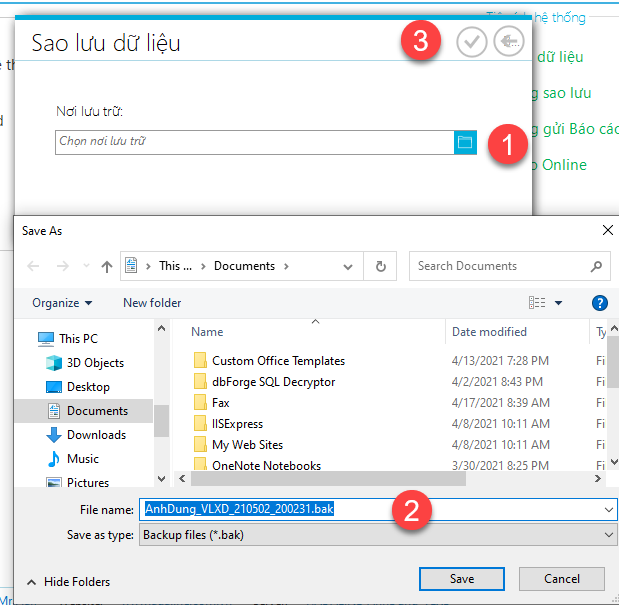 Tiện ích hệ thống
Sao lưu dữ liệu
3
dữ liệu
g sao lưu
Nơi lưu trữ:
g gửi Báo các
Chọn nơi lưu trữ
1
o Online
Save As
This ...
Documents
Search Documents
Organize
New folder
?
This PC
3D Objects
Desktop
Documents
Downloads
Music
Pictures
Name
Date modified
Ty
Custom Office Templates
4/13/2021 7:28 PM
Fi
dbForge SQL Decryptor
4/2/2021 8:43 PM
Fi
Fax
4/17/2021 8:39 AM
Fi
IISExpress
4/8/2021 10:11 AM
Fi
My Web Sites
4/8/2021 10:11 AM
Fi
OneNote Notebooks
3/30/2021 8:25 PM
Fi
File name:
AnhDung_VLXD_210502_200231.bak
2
Save as type:
Backup files (*.bak)
Hide Folders
Save
Cancel